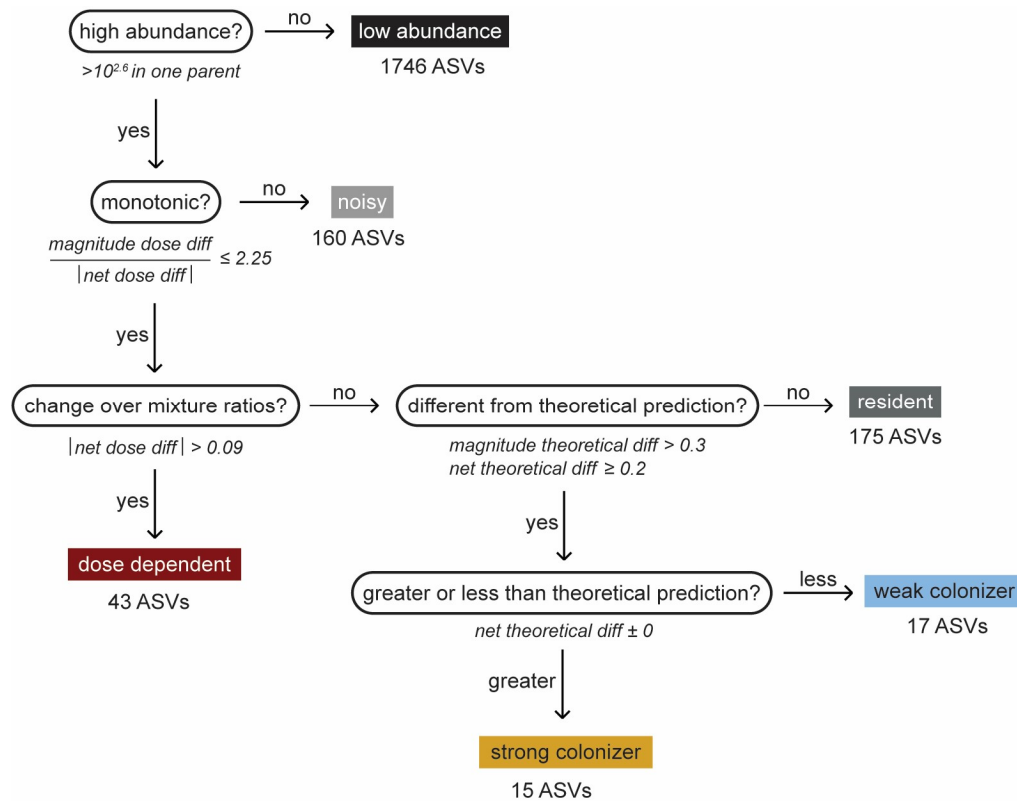 high abundance?
no
low abundance
>10^2.6 in one parent
1746 ASVs
yes
monotonic?
no
noisy
160 ASVs
magnitude dose diff
|net dose diff|
≤ 2.25
yes
change over mixture ratios?
no
different from theoretical prediction?
no
resident
175 ASVs
|net dose diff| > 0.09
magnitude theoretical diff > 0.3
net theoretical diff ≥ 0.2
yes
dose dependent
43 ASVs
yes
greater or less than theoretical prediction?
less
weak colonizer
17 ASVs
net theoretical diff ± 0
greater
strong colonizer
15 ASVs